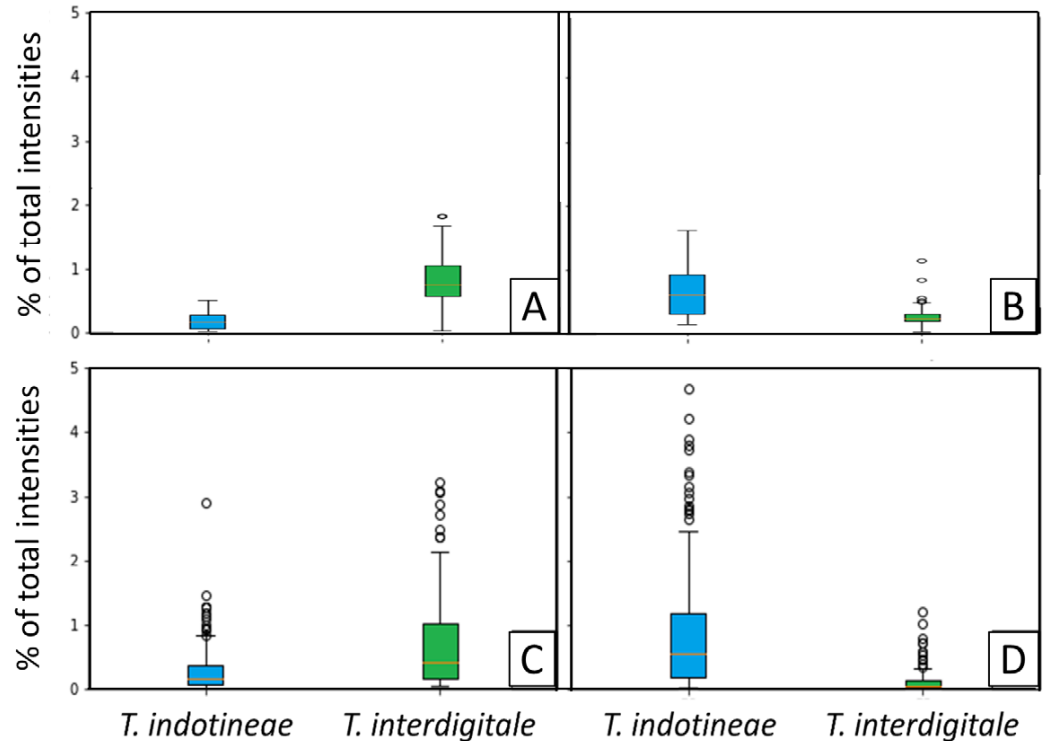 % of total intensities
5
4
3
2
1
0
A
B
% of total intensities
5
4
3
2
1
0
C
D
T. indotineae T. interdigitale T. indotineae T. interdigitale